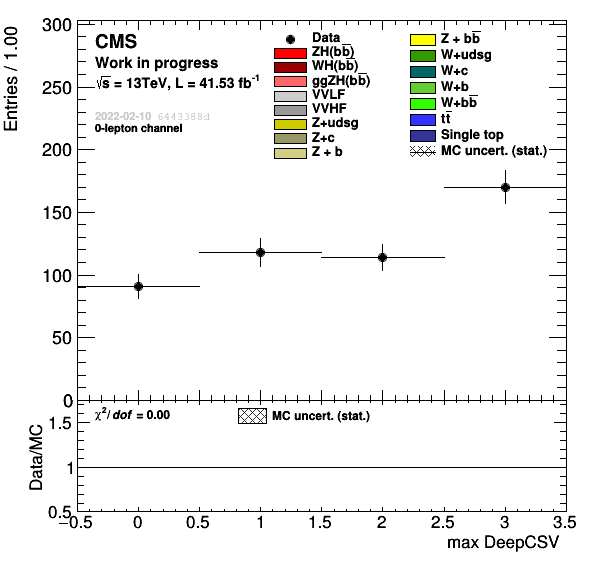 Entries / 1.00
300
250
200
150
100
50
0
CMS
Work in progress
√s = 13TeV, L = 41.53 fb⁻¹
2022-02-10 6443388d
0-lepton channel
Data
ZH(bb̅)
WH(bb̅)
ggZH(bb̅)
VVLF
VVHF
Z+udsg
Z+c
Z + b
Z + bb̅
W+udsg
W+c
W+b
W+bb̅
tt̅
Single top
MC uncert. (stat.)
Data/MC
1.5
1
0.5
χ²/dof = 0.00
MC uncert. (stat.)
−0.5 0 0.5 1 1.5 2 2.5 3 3.5
max DeepCSV